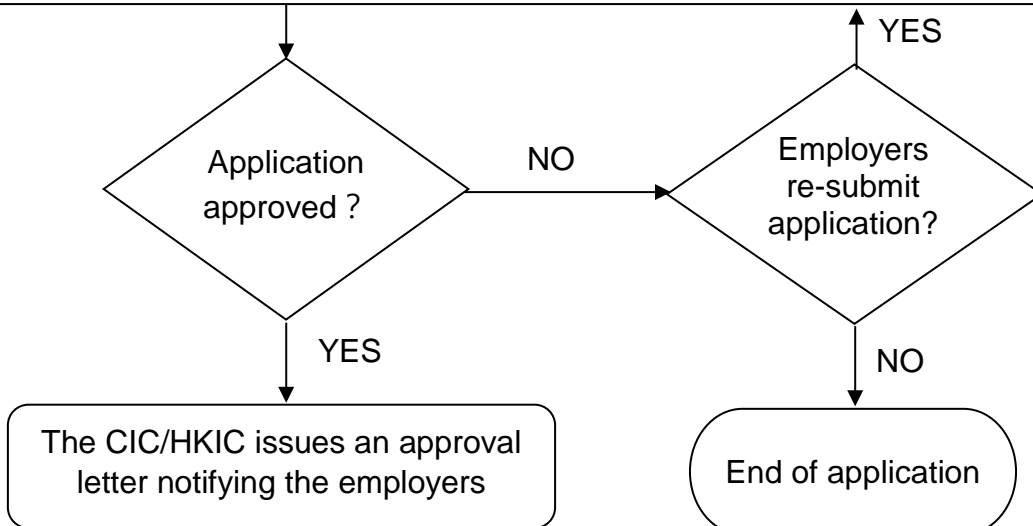 YES
Application
approved ?
NO
Employers
re-submit
application?
YES
NO
The CIC/HKIC issues an approval
letter notifying the employers
End of application